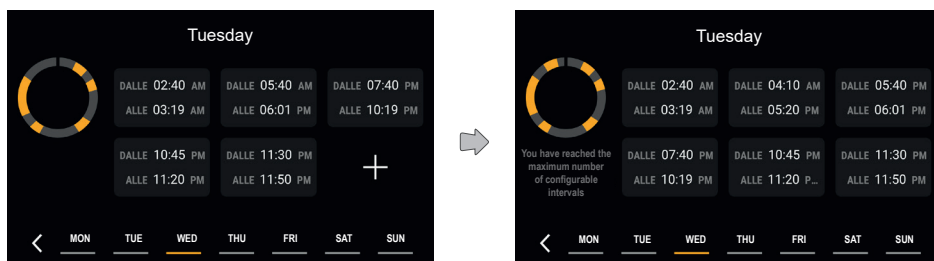 Tuesday
DALLE 02:40 AM
ALLE 03:19 AM
DALLE 05:40 AM
ALLE 06:01 PM
DALLE 07:40 PM
ALLE 10:19 PM
DALLE 10:45 PM
ALLE 11:20 PM
DALLE 11:30 PM
ALLE 11:50 PM
MON TUE WED THU FRI SAT SUN
Tuesday
DALLE 02:40 AM
ALLE 03:19 AM
DALLE 04:10 AM
ALLE 05:20 PM
DALLE 05:40 PM
ALLE 06:01 PM
You have reached the
maximum number
of configurable
intervals
DALLE 07:40 PM
ALLE 10:19 PM
DALLE 10:45 PM
ALLE 11:20 P...
DALLE 11:30 PM
ALLE 11:50 PM
MON TUE WED THU FRI SAT SUN